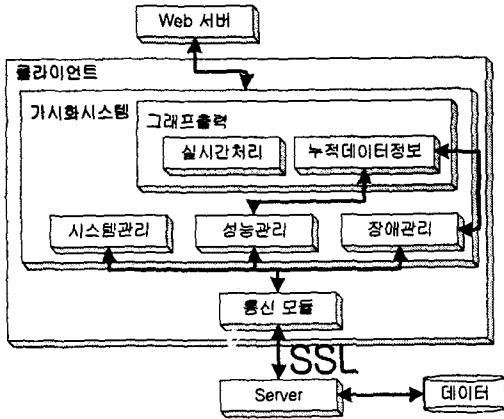 Web 서버
클라이언트
가시화시스템
그래프출력
실시간처리
누적데이터정보
시스템관리
성능관리
장애관리
통신 모듈
SSL
Server
데이터